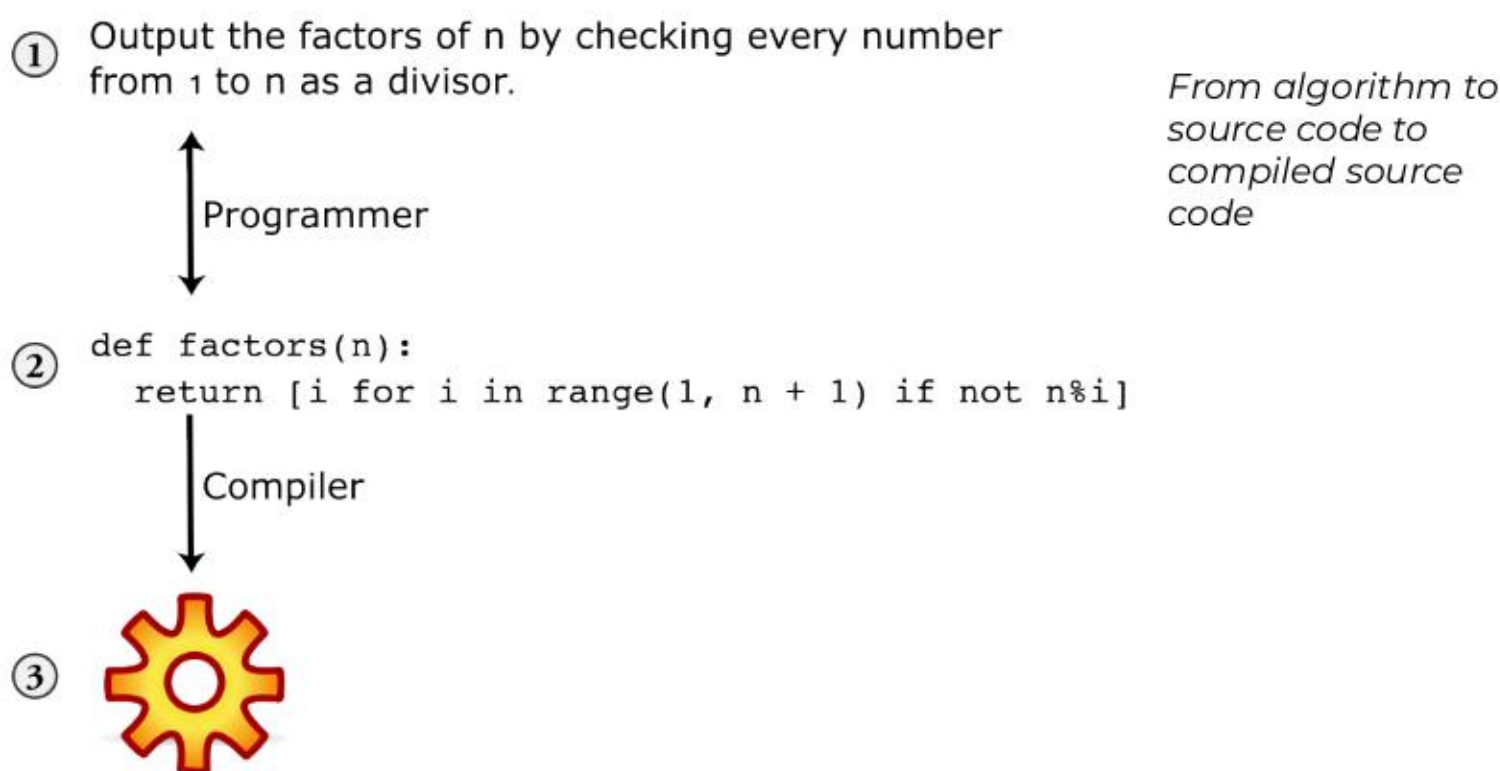 1 Output the factors of n by checking every number
from 1 to n as a divisor.
From algorithm to
source code to
compiled source
code
Programmer
2 def factors(n):
return [i for i in range(1, n + 1) if not n%i]
Compiler
3